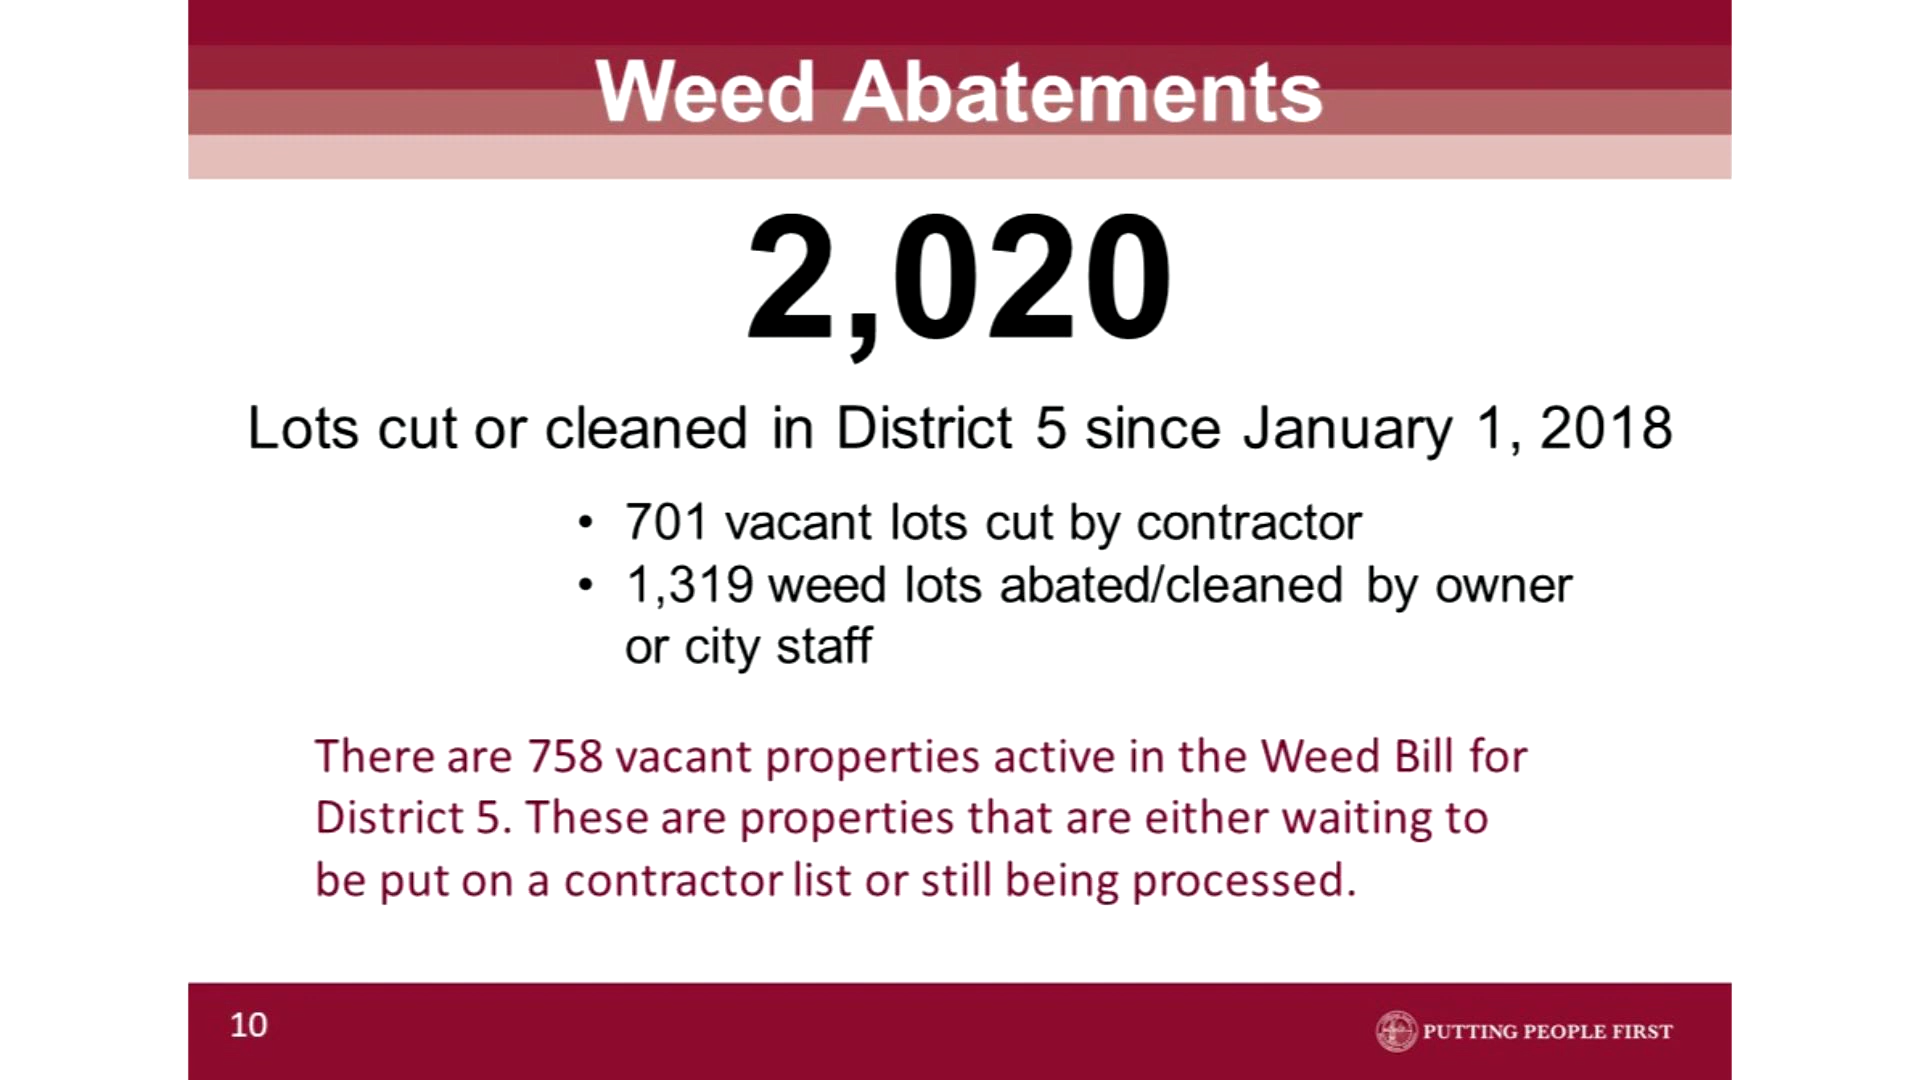 Weed Abatements
2,020
Lots cut or cleaned in District 5 since January 1, 2018
• 701 vacant lots cut by contractor
• 1,319 weed lots abated/cleaned by owner
or city staff
There are 758 vacant properties active in the Weed Bill for
District 5. These are properties that are either waiting to
be put on a contractor list or still being processed.
10
PUTTING PEOPLE FIRST